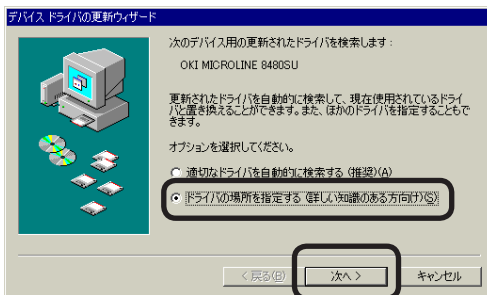 デバイス ドライバの更新ウィザード
次のデバイス用の更新されたドライバを検索します：
OKI MICROLINE 8480SU
更新されたドライバを自動的に検索して、現在使用されているドライ
バと置き換えることができます。また、ほかのドライバを指定することもで
きます。
オプションを選択してください。
適切なドライバを自動的に検索する (推奨)(A)
ドライバの場所を指定する (詳しい知識のある方向け)(S)
< 戻る(B)
次へ >
キャンセル